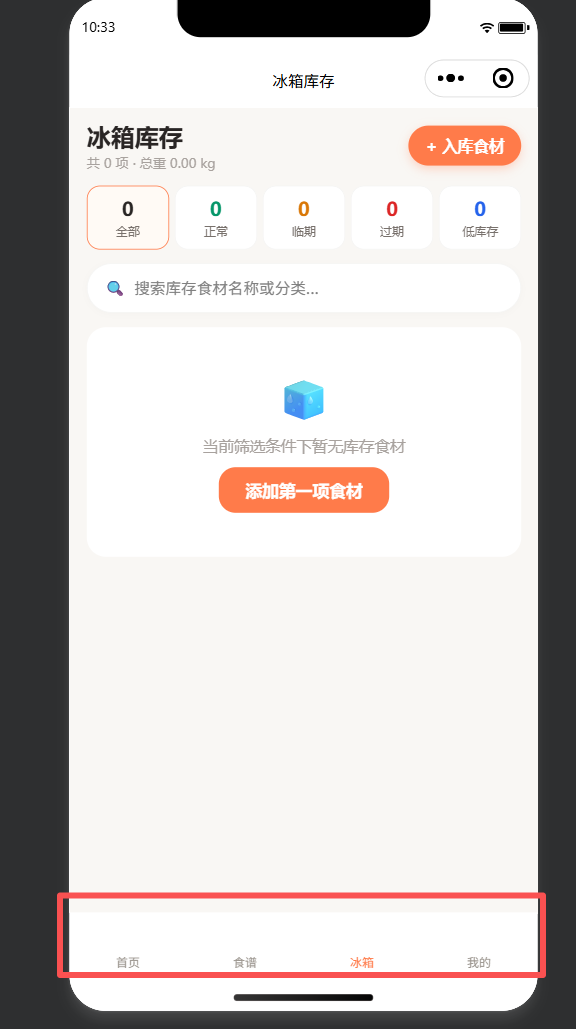 10:33
冰箱库存
冰箱库存
共 0 项 · 总重 0.00 kg
+ 入库食材
0 0 0 0 0
全部 正常 临期 过期 低库存
搜索库存食材名称或分类...
当前筛选条件下暂无库存食材
添加第一项食材
首页 食谱 冰箱 我的